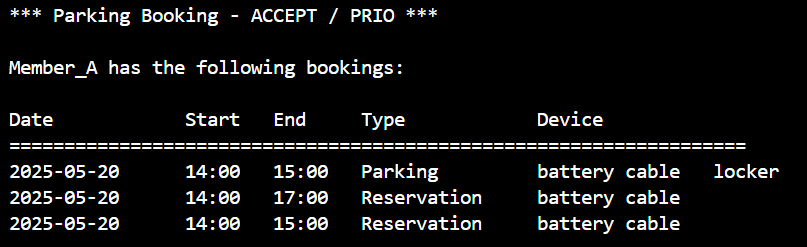 *** Parking Booking - ACCEPT / PRIO ***
Member_A has the following bookings:
Date Start End Type Device
===================================================================
2025-05-20 14:00 15:00 Parking battery cable locker
2025-05-20 14:00 17:00 Reservation battery cable
2025-05-20 14:00 15:00 Reservation battery cable